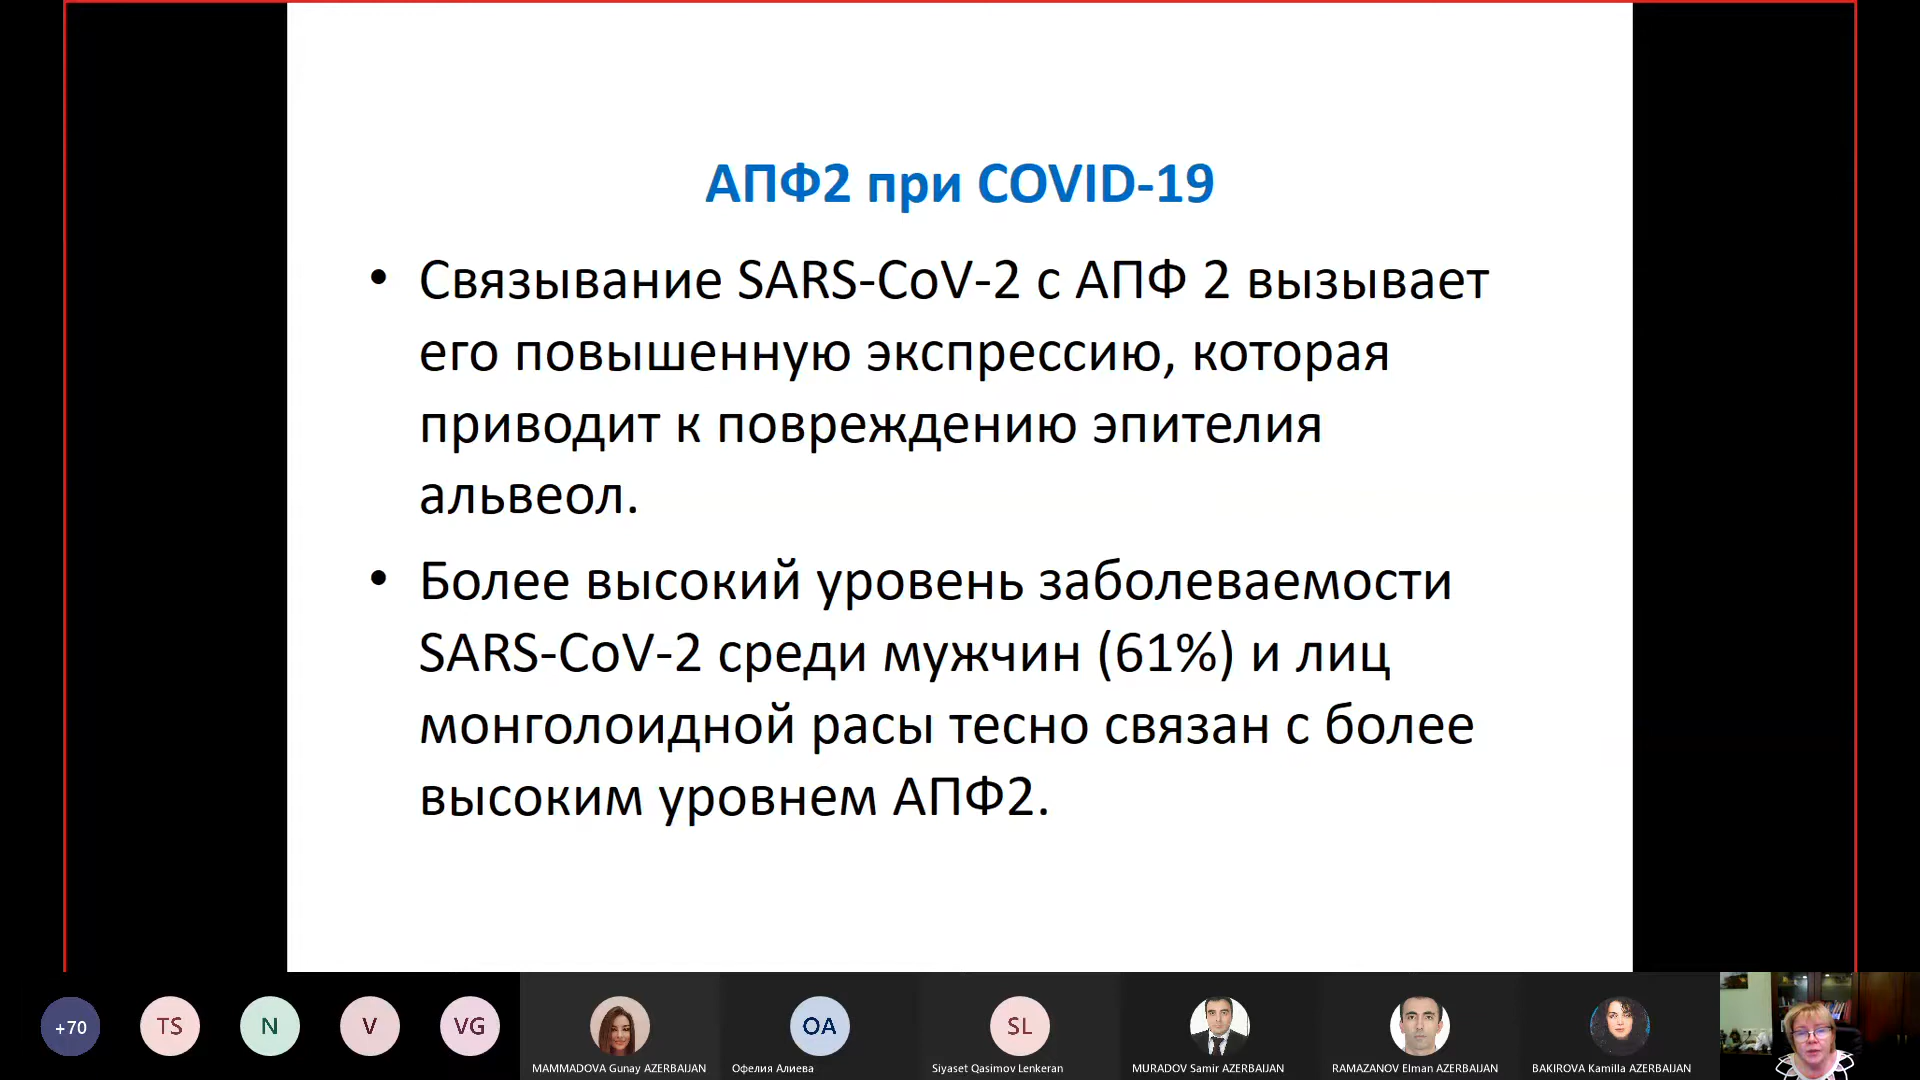 АПФ2 при COVID-19
• Связывание SARS-CoV-2 с АПФ 2 вызывает
его повышенную экспрессию, которая
приводит к повреждению эпителия
альвеол.
• Более высокий уровень заболеваемости
SARS-CoV-2 среди мужчин (61%) и лиц
монголоидной расы тесно связан с более
высоким уровнем АПФ2.
+70
TS
N
V
VG
OA
SL
MAMMADOVA Gunay AZERBAIJAN
Офелия Алиева
Siyaset Qasimov Lenkeran
MURADOV Samir AZERBAIJAN
RAMAZANOV Elman AZERBAIJAN
BAKIROVA Kamilla AZERBAIJAN